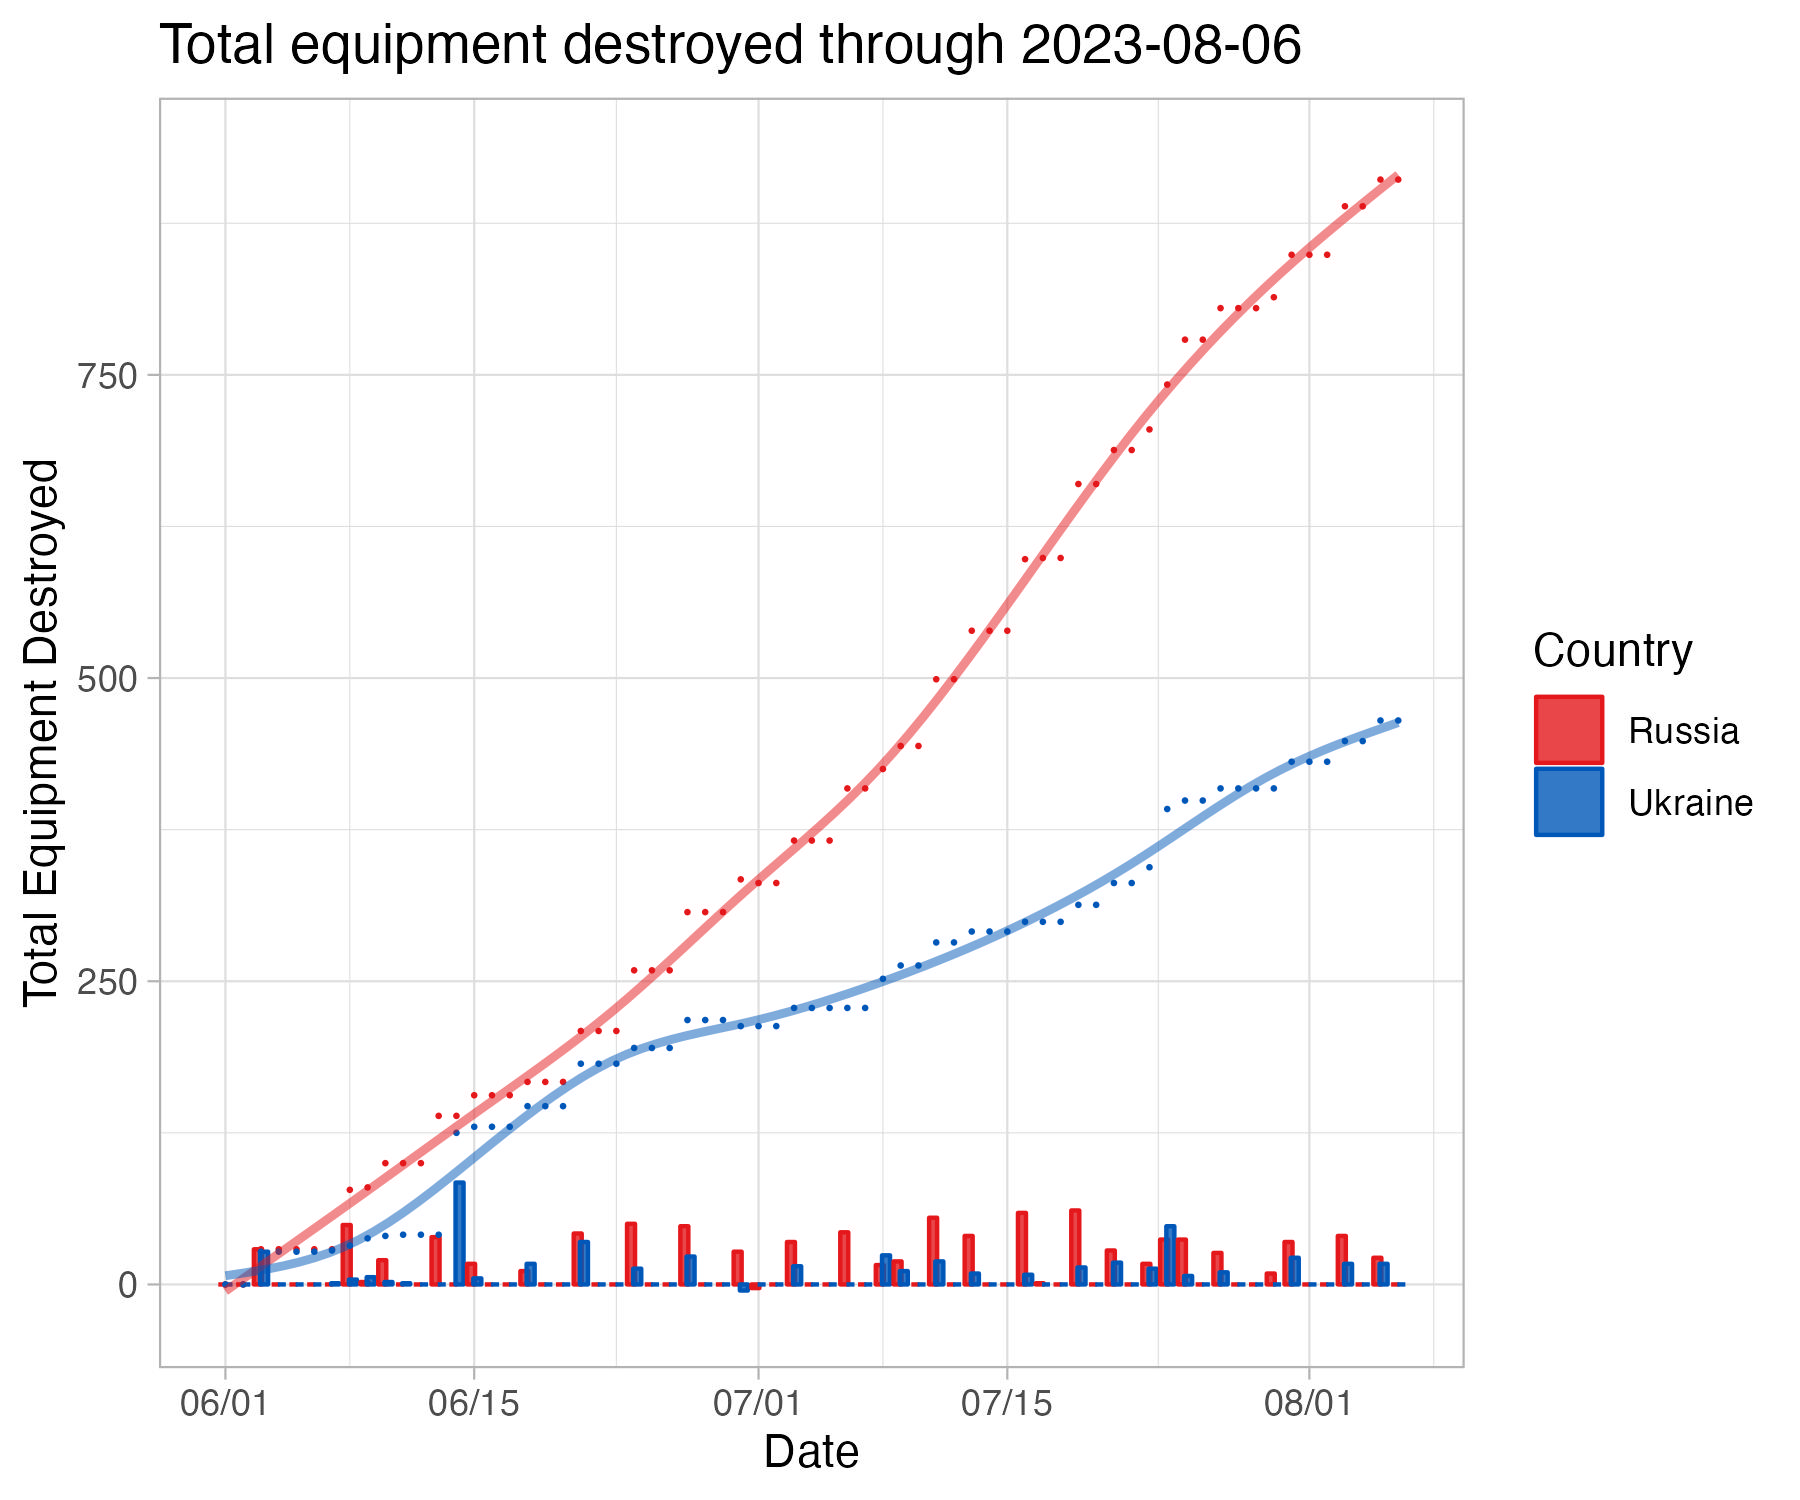 Total equipment destroyed through 2023-08-06
Total Equipment Destroyed
750
500
250
0
06/01
06/15
07/01
07/15
08/01
Date
Country
Russia
Ukraine